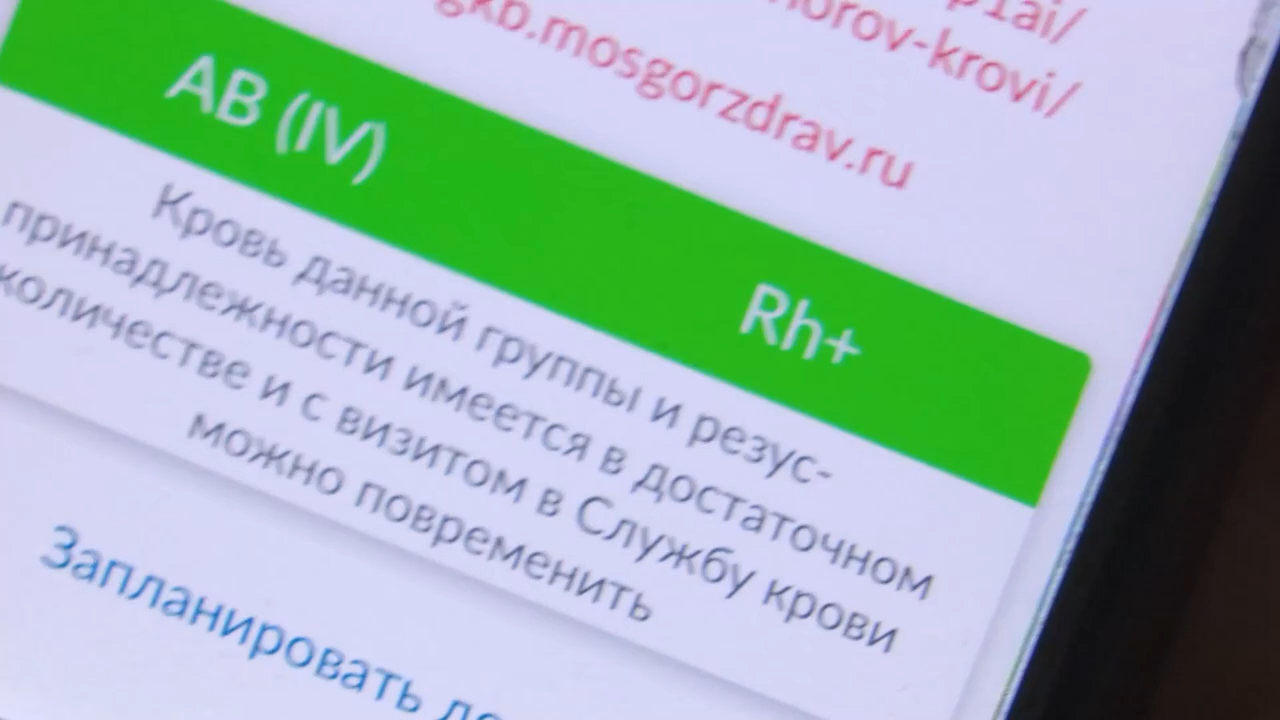 krovi/
gkb.mosgorzdrav.ru
AB (IV) Rh+
Кровь данной группы и резус-
принадлежности имеется в достаточном
количестве и с визитом в Службу крови
можно повременить
Запланировать